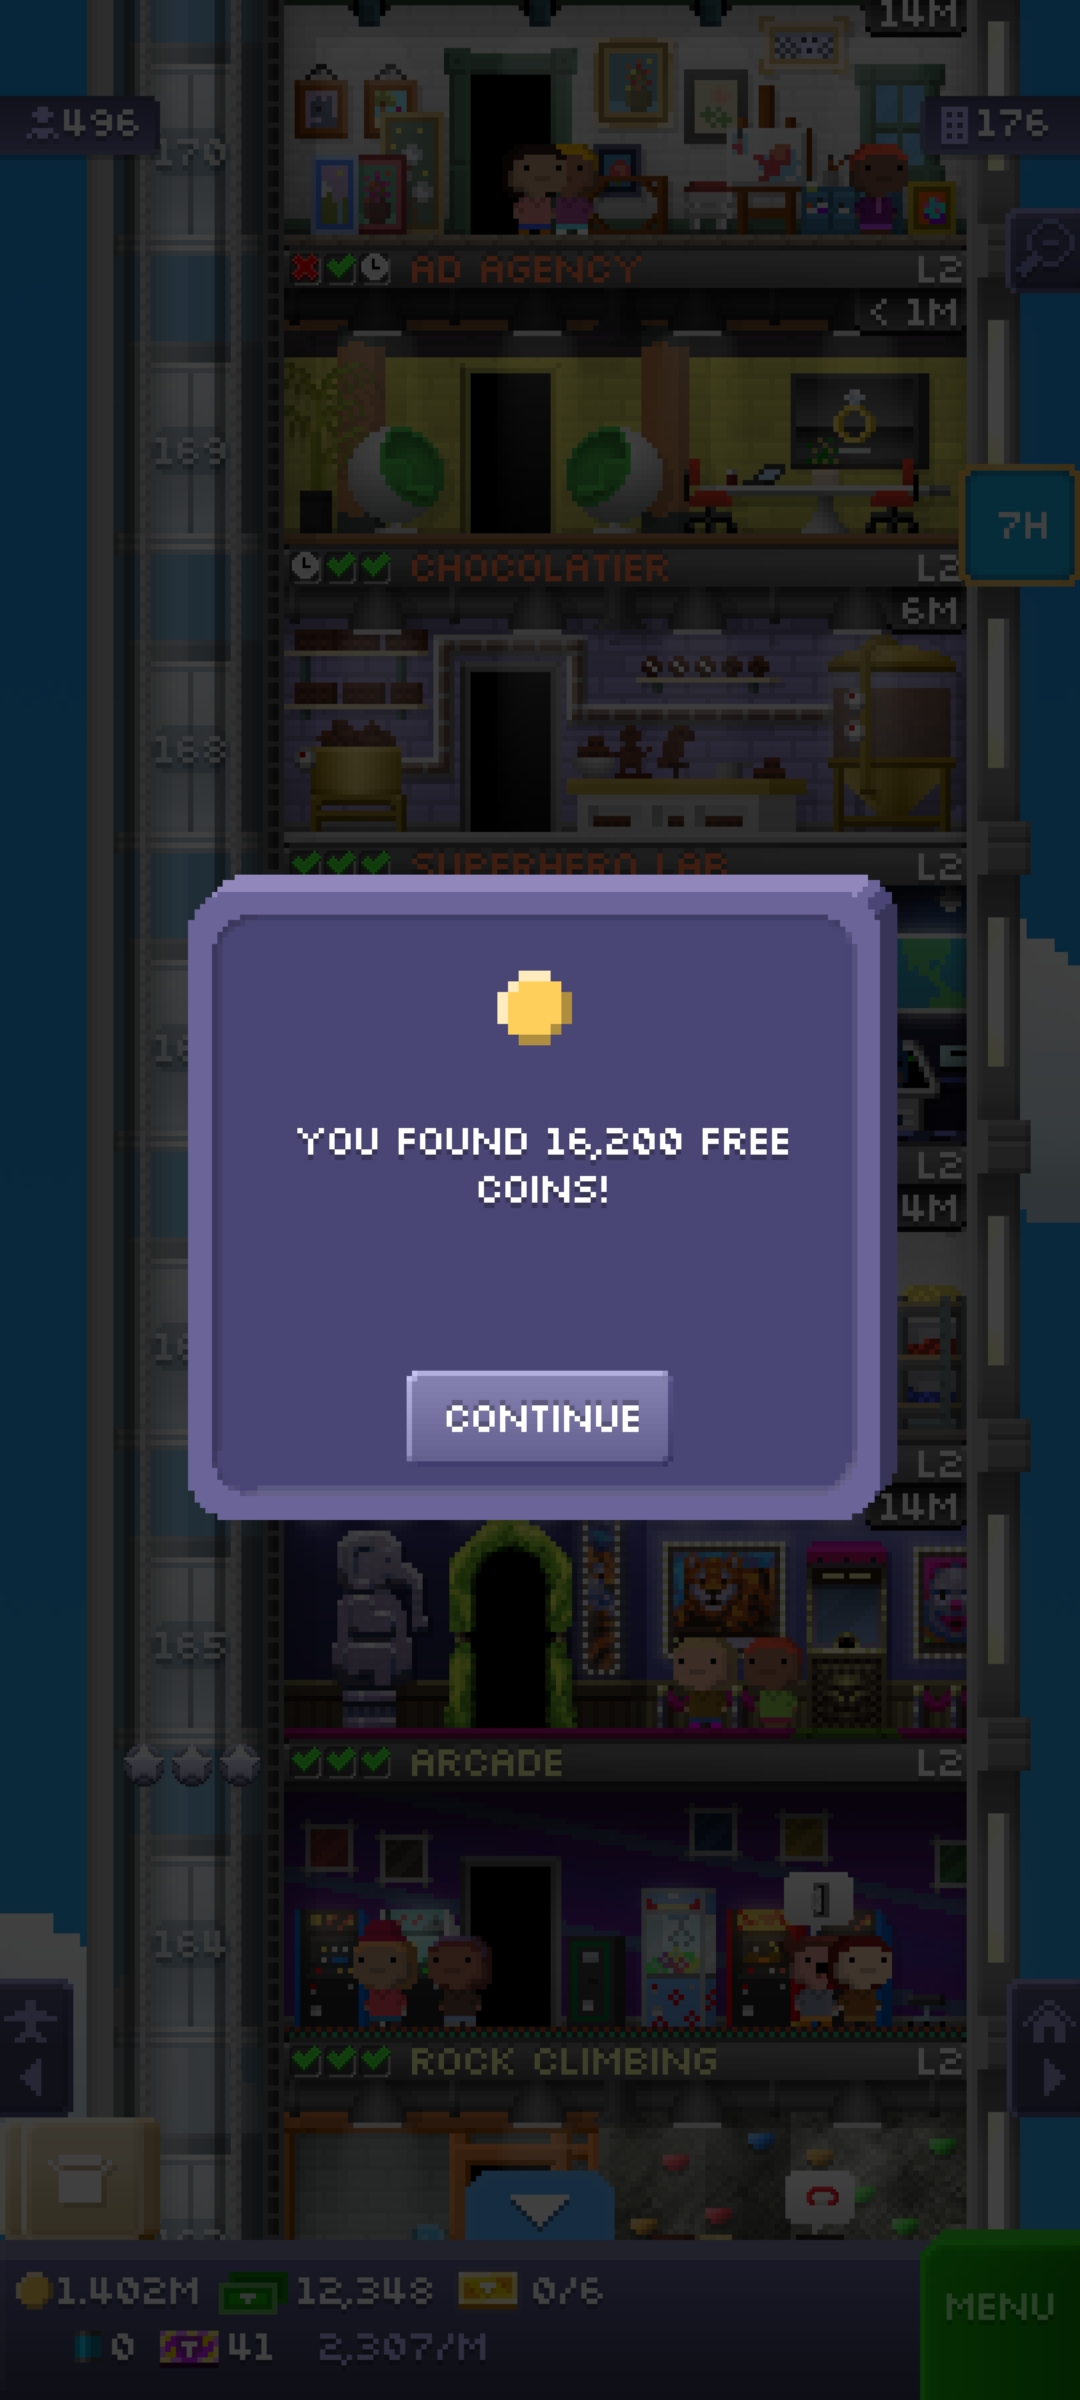 14M
496
176
170
AD AGENCY
L2
< 1M
169
7H
CHOCOLATIER
L2
6M
168
SUPERHERO LAB
L2
YOU FOUND 16,200 FREE
COINS!
L2
4M
CONTINUE
L2
14M
165
ARCADE
L2
164
ROCK CLIMBING
L2
1.402M
12,348
0/6
MENU
0
41
2,307/M